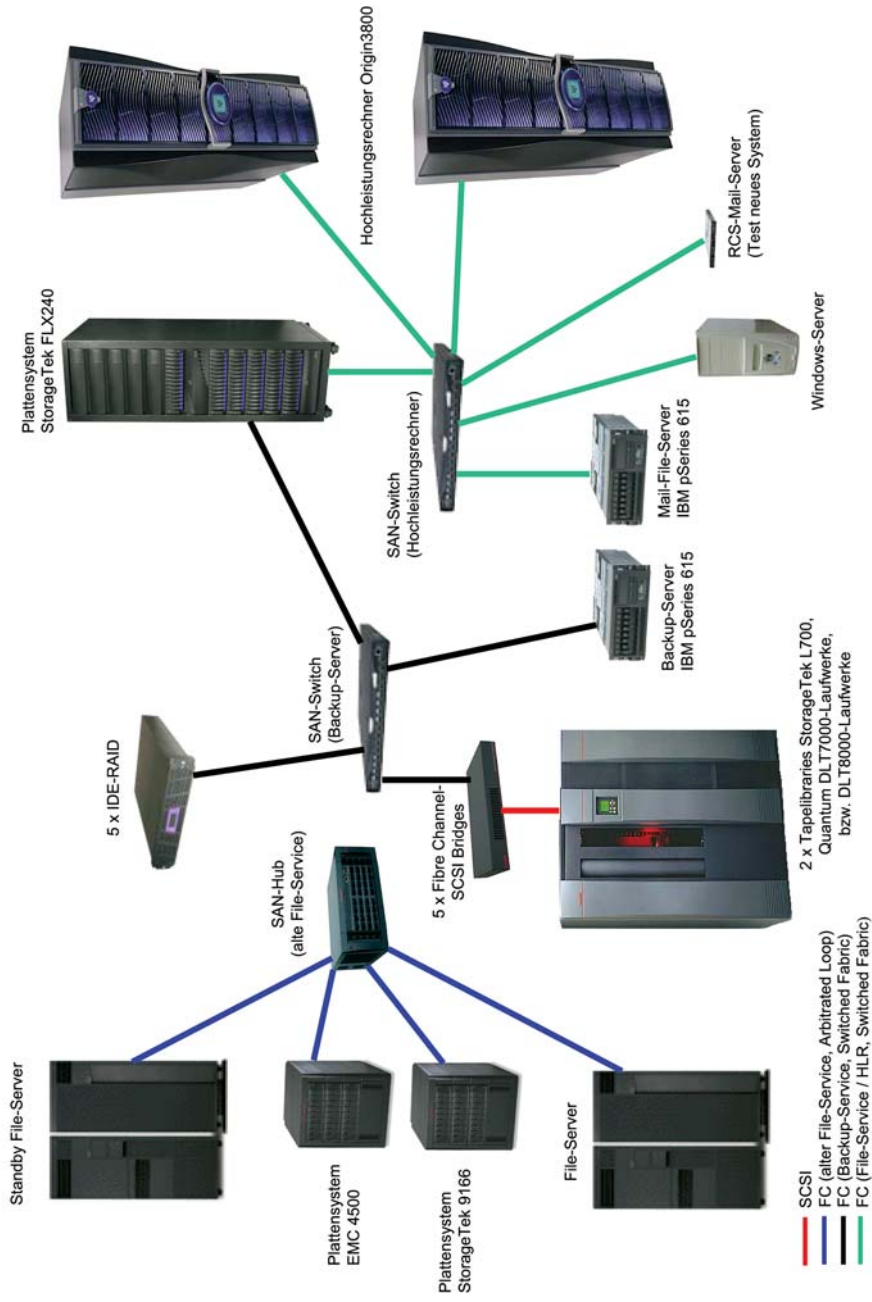 Hochleistungsrechner Origin3800
Plattensystem
StorageTek FLX240
RCS-Mail-Server
(Test neues System)
Windows-Server
SAN-Switch
(Hochleistungsrechner)
Mail-File-Server
IBM pSeries 615
Backup-Server
IBM pSeries 615
SAN-Switch
(Backup-Server)
5 x IDE-RAID
5 x Fibre Channel-
SCSI Bridges
2 x Tapelibraries StorageTek L700,
Quantum DLT7000-Laufwerke,
bzw. DLT8000-Laufwerke
SAN-Hub
(alte File-Service)
Standby File-Server
Plattensystem
EMC 4500
Plattensystem
StorageTek 9166
File-Server
SCSI
FC (alter File-Service, Arbitrated Loop)
FC (Backup-Service, Switched Fabric)
FC (File-Service / HLR, Switched Fabric)